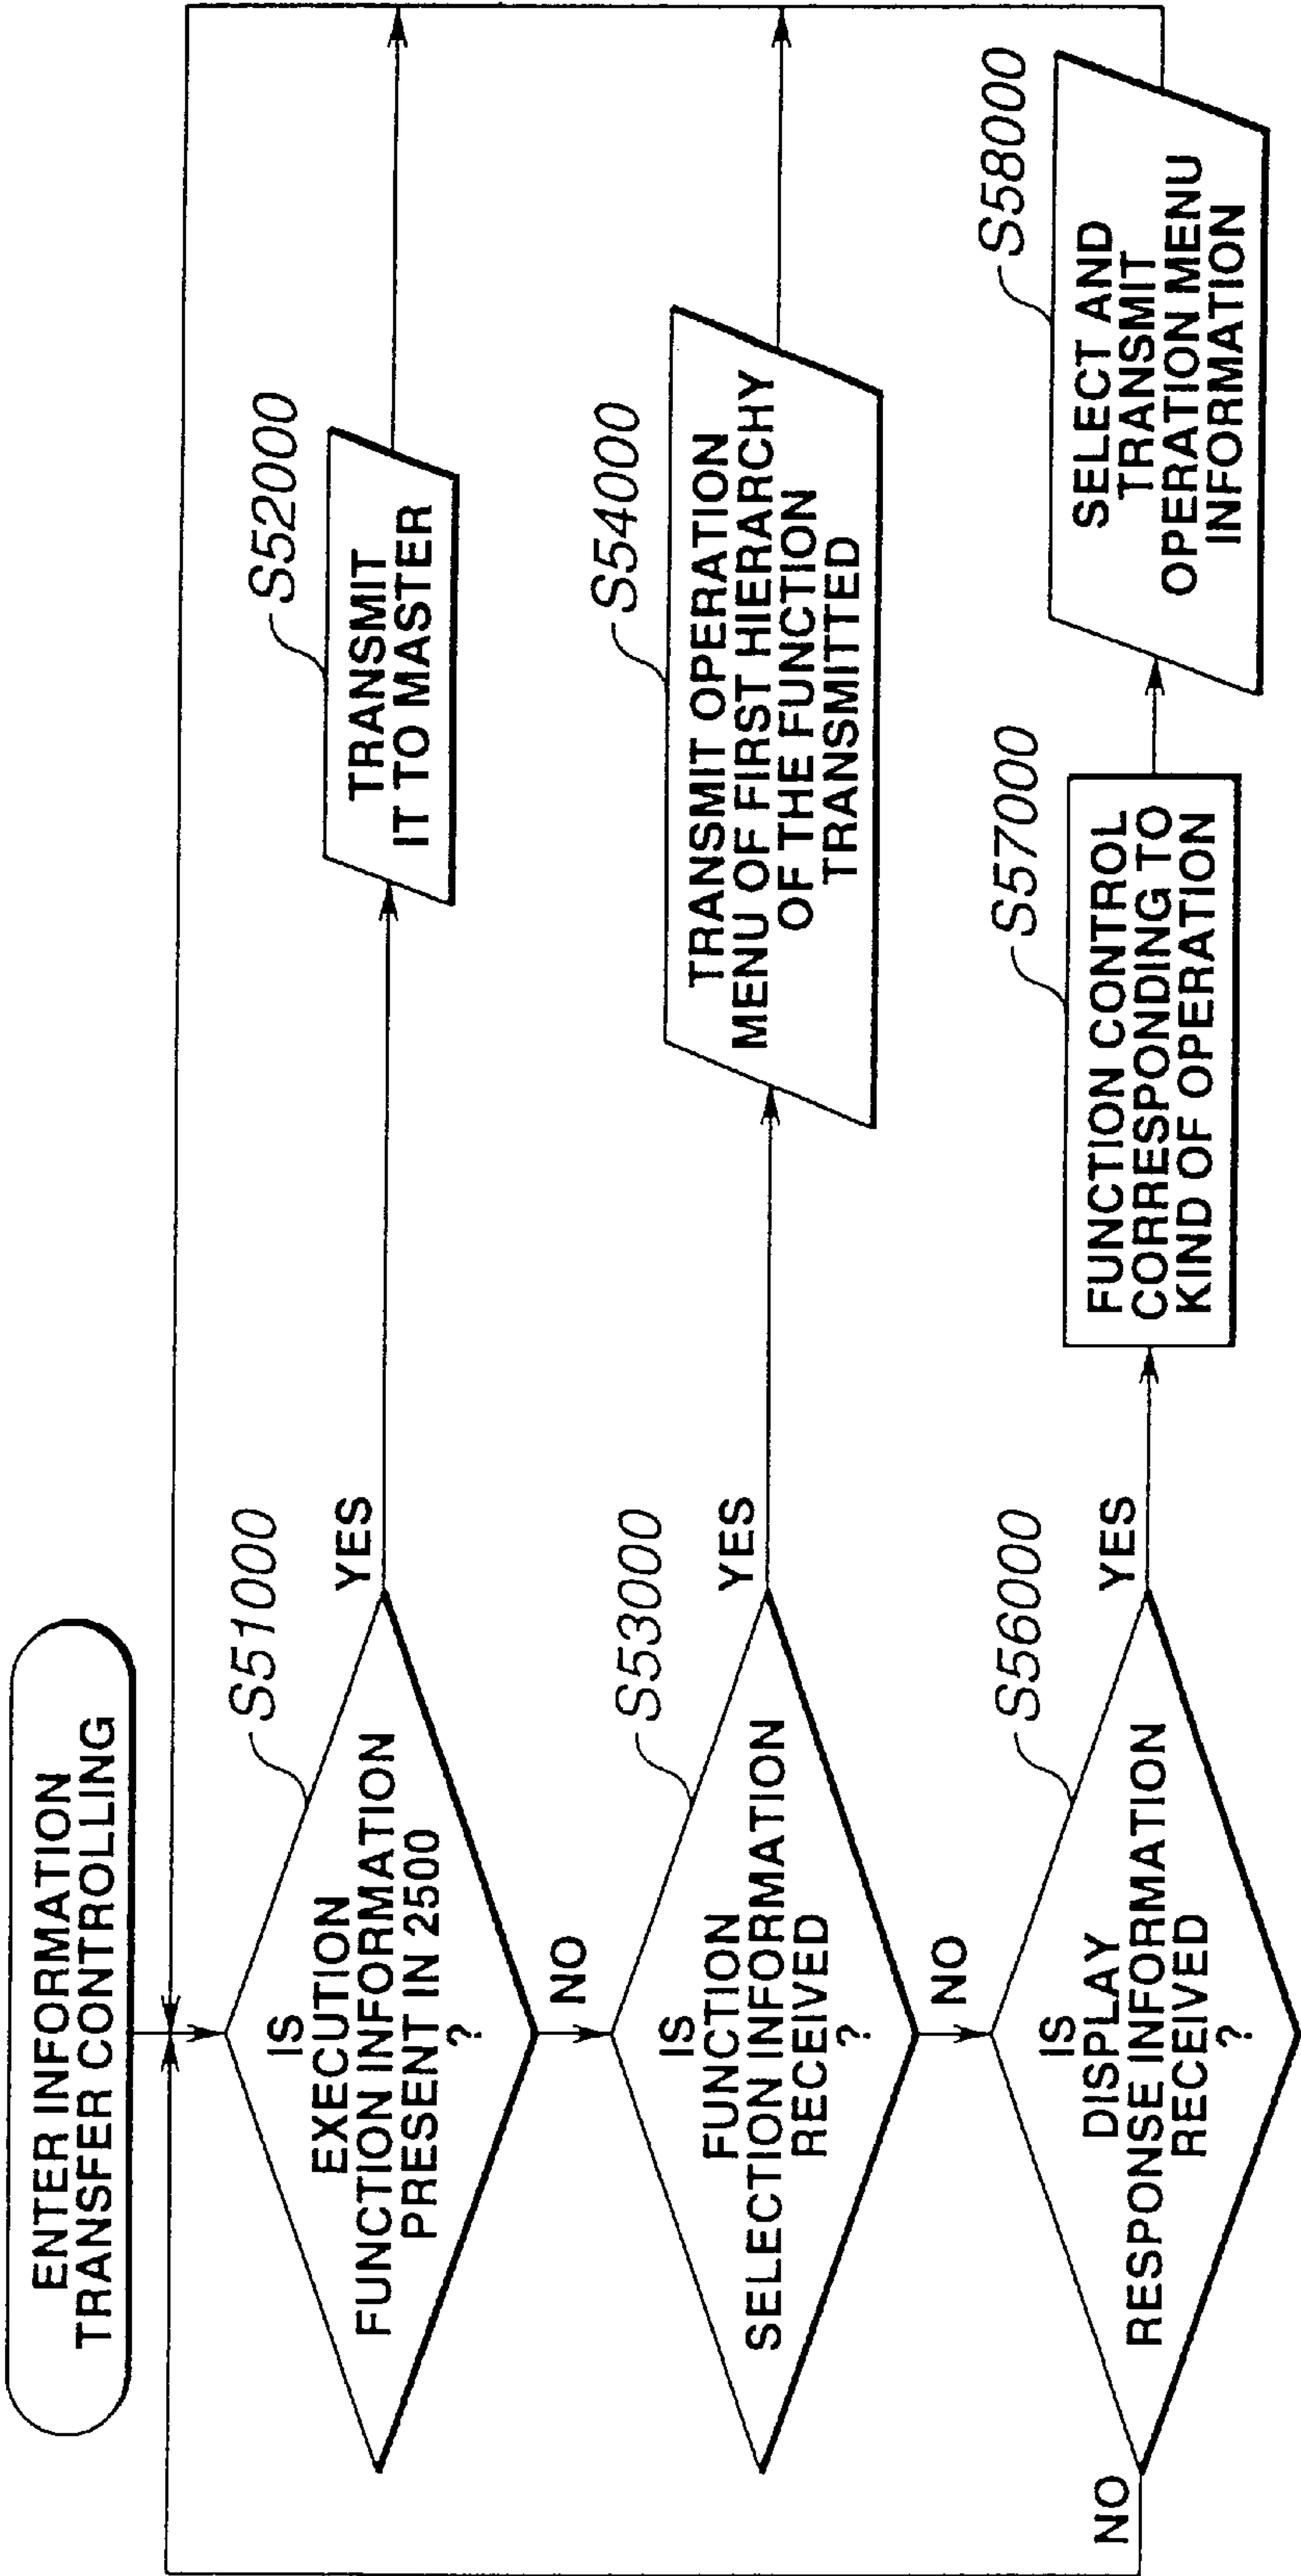 ENTER INFORMATION
TRANSFER CONTROLLING
S51000
IS
EXECUTION
FUNCTION INFORMATION
PRESENT IN 2500
?
YES
S52000
TRANSMIT
IT TO MASTER
NO
S53000
IS
FUNCTION
SELECTION INFORMATION
RECEIVED
?
YES
S54000
TRANSMIT OPERATION
MENU OF FIRST HIERARCHY
OF THE FUNCTION
TRANSMITTED
NO
S56000
IS
DISPLAY
RESPONSE INFORMATION
RECEIVED
?
NO
YES
S57000
FUNCTION CONTROL
CORRESPONDING TO
KIND OF OPERATION
S58000
SELECT AND
TRANSMIT
OPERATION MENU
INFORMATION